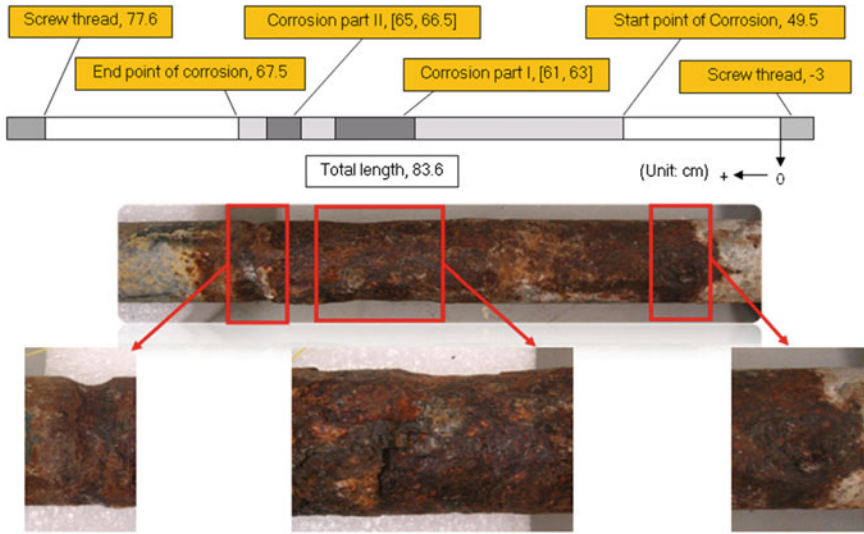 Screw thread, 77.6
Corrosion part II, [65, 66.5]
Start point of Corrosion, 49.5
End point of corrosion, 67.5
Corrosion part I, [61, 63]
Screw thread, -3
Total length, 83.6
(Unit: cm)
+
0